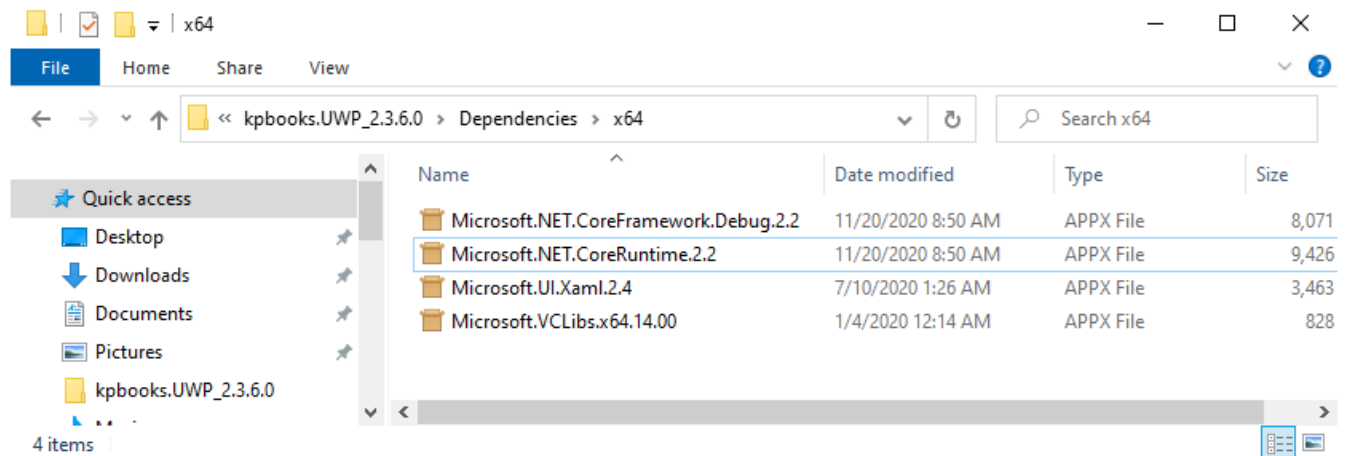 x64
File Home Share View
« kpbooks.UWP_2.3.6.0 > Dependencies > x64 Search x64
Name Date modified Type Size
Quick access
Microsoft.NET.CoreFramework.Debug.2.2 11/20/2020 8:50 AM APPX File 8,071
Desktop
Microsoft.NET.CoreRuntime.2.2 11/20/2020 8:50 AM APPX File 9,426
Downloads
Microsoft.UI.Xaml.2.4 7/10/2020 1:26 AM APPX File 3,463
Documents
Microsoft.VCLibs.x64.14.00 1/4/2020 12:14 AM APPX File 828
Pictures
kpbooks.UWP_2.3.6.0
4 items